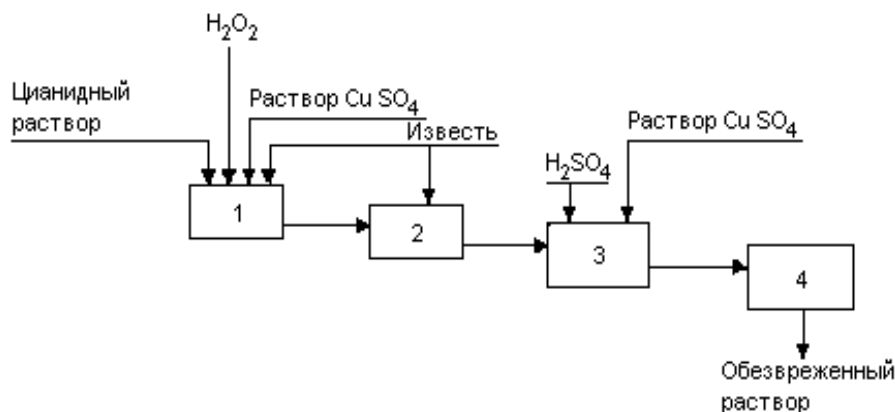 H₂O₂
Цианидный
раствор
Раствор Cu SO₄
Известь
Раствор Cu SO₄
H₂SO₄
1
2
3
4
Обезвреженный
раствор